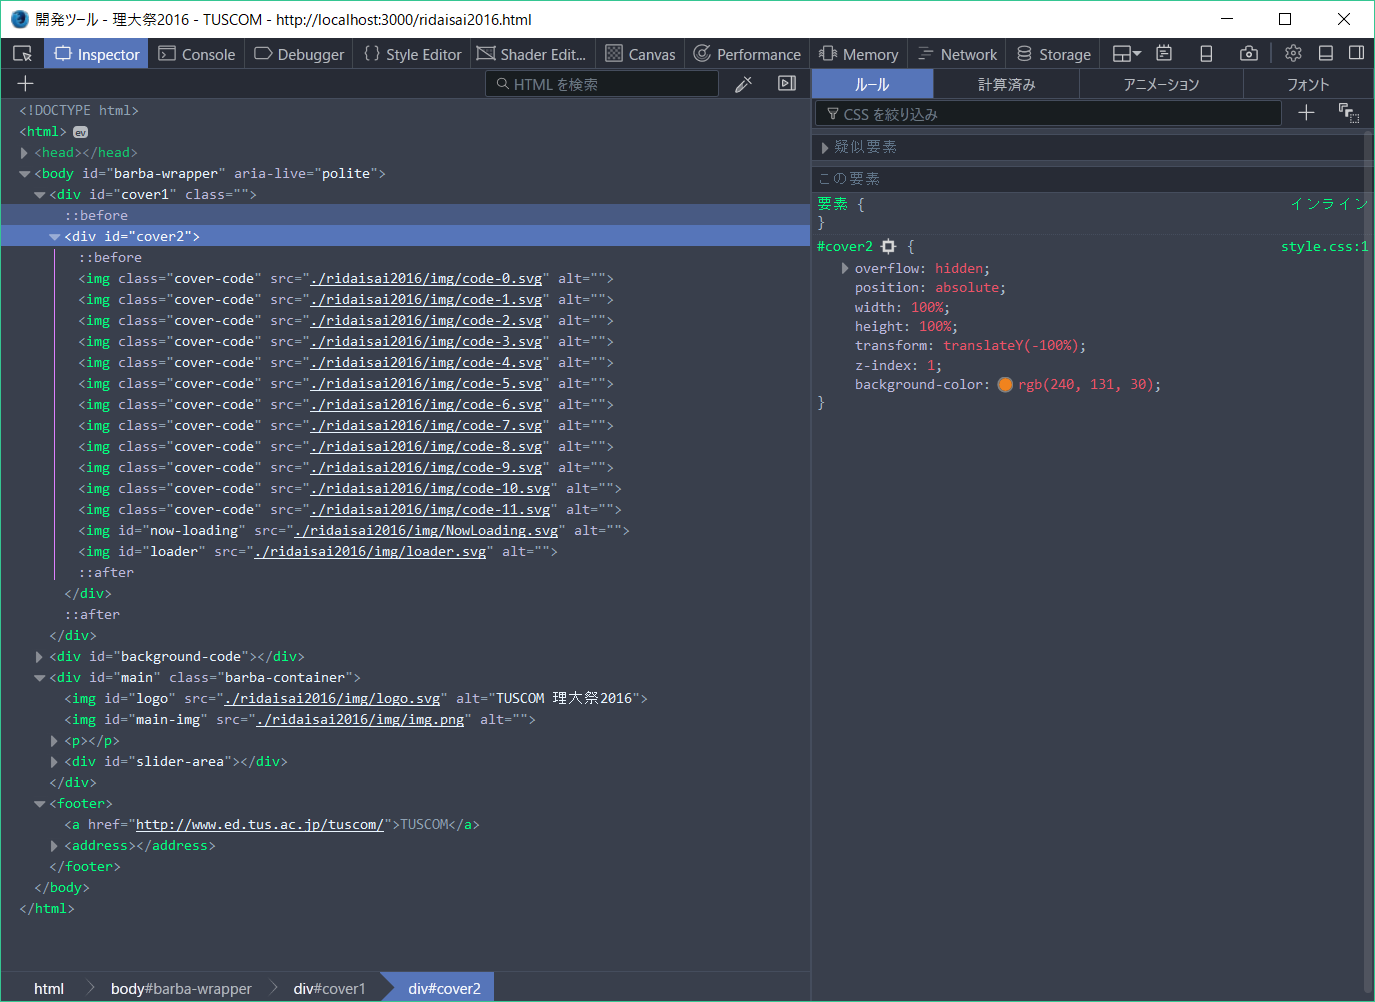 開発ツール - 理大祭2016 - TUSCOM - http://localhost:3000/ridaisai2016.html
Inspector Console Debugger Style Editor Shader Edit... Canvas Performance Memory Network Storage
HTML を検索
<!DOCTYPE html>
<html> ev
<head></head>
<body id="barba-wrapper" aria-live="polite">
<div id="cover1" class="">
::before
<div id="cover2">
::before
<img class="cover-code" src="./ridaisai2016/img/code-0.svg" alt="">
<img class="cover-code" src="./ridaisai2016/img/code-1.svg" alt="">
<img class="cover-code" src="./ridaisai2016/img/code-2.svg" alt="">
<img class="cover-code" src="./ridaisai2016/img/code-3.svg" alt="">
<img class="cover-code" src="./ridaisai2016/img/code-4.svg" alt="">
<img class="cover-code" src="./ridaisai2016/img/code-5.svg" alt="">
<img class="cover-code" src="./ridaisai2016/img/code-6.svg" alt="">
<img class="cover-code" src="./ridaisai2016/img/code-7.svg" alt="">
<img class="cover-code" src="./ridaisai2016/img/code-8.svg" alt="">
<img class="cover-code" src="./ridaisai2016/img/code-9.svg" alt="">
<img class="cover-code" src="./ridaisai2016/img/code-10.svg" alt="">
<img class="cover-code" src="./ridaisai2016/img/code-11.svg" alt="">
<img id="now-loading" src="./ridaisai2016/img/NowLoading.svg" alt="">
<img id="loader" src="./ridaisai2016/img/loader.svg" alt="">
::after
</div>
::after
</div>
<div id="background-code"></div>
<div id="main" class="barba-container">
<img id="logo" src="./ridaisai2016/img/logo.svg" alt="TUSCOM 理大祭2016">
<img id="main-img" src="./ridaisai2016/img/img.png" alt="">
<p></p>
<div id="slider-area"></div>
</div>
<footer>
<a href="http://www.ed.tus.ac.jp/tuscom/">TUSCOM</a>
<address></address>
</footer>
</body>
</html>
html body#barba-wrapper div#cover1 div#cover2
ルール 計算済み アニメーション フォント
CSS を絞り込み
疑似要素
この要素
要素 { インライン
}
#cover2 { style.css:1
overflow: hidden;
position: absolute;
width: 100%;
height: 100%;
transform: translateY(-100%);
z-index: 1;
background-color: rgb(240, 131, 30);
}